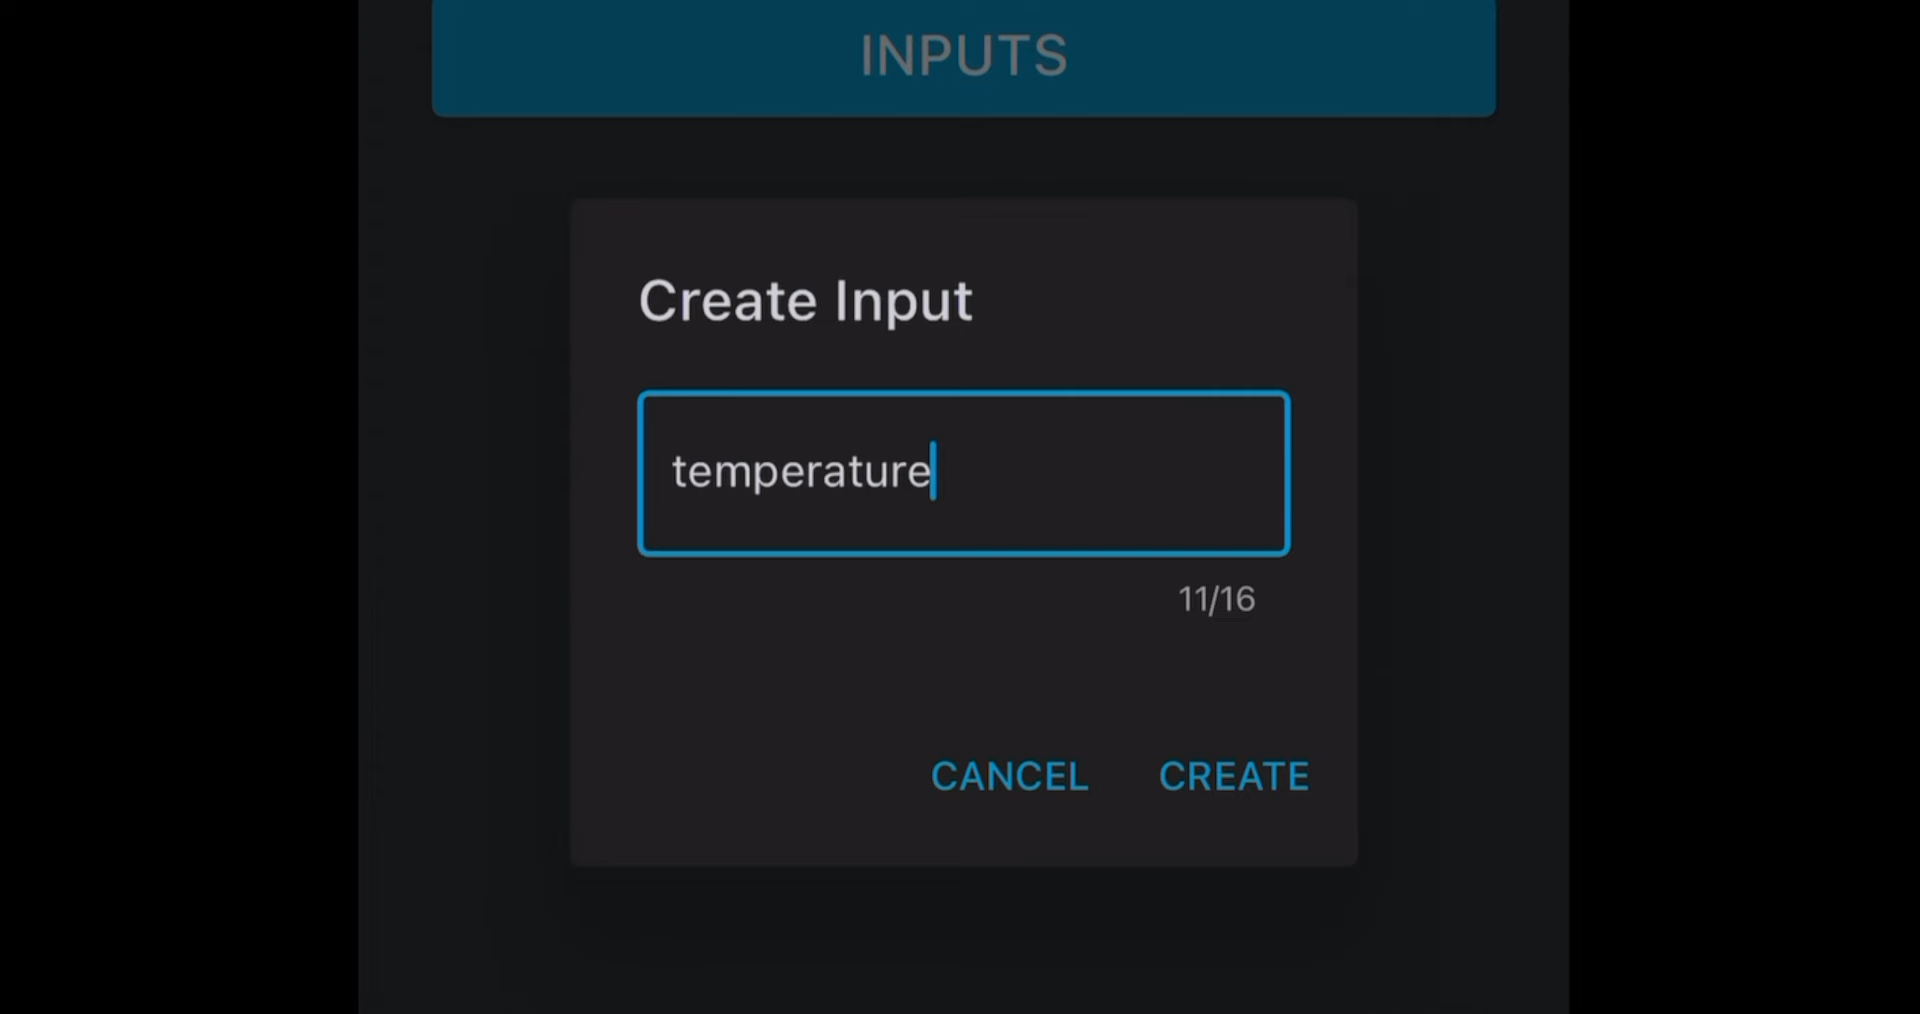 INPUTS
Create Input
temperature
11/16
CANCEL CREATE